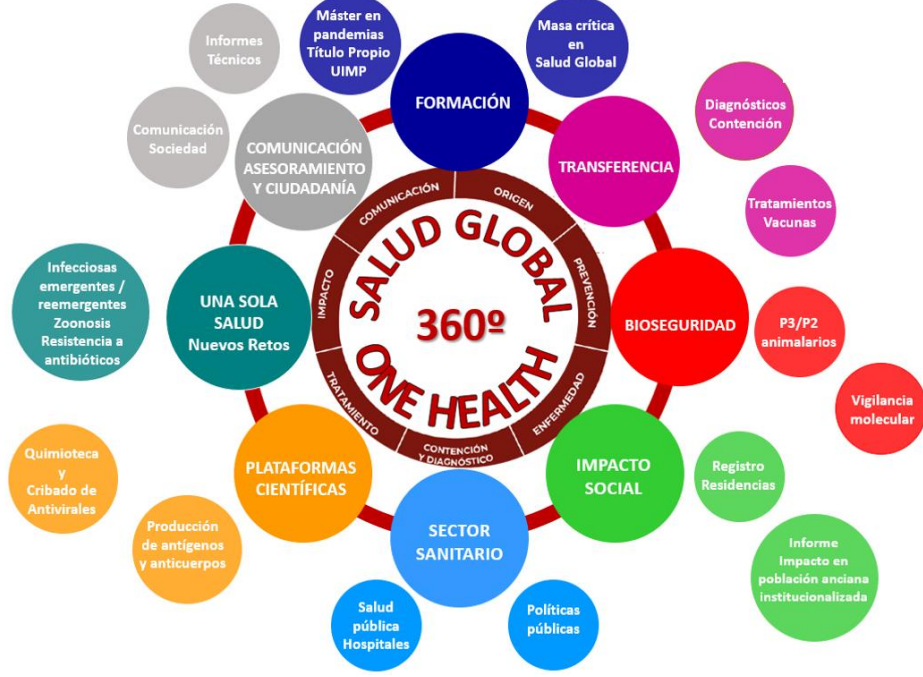 Informes
Técnicos
Máster en
pandemias
Título Propio
UIMP
Masa crítica
en
Salud Global
FORMACIÓN
Comunicación
Sociedad
COMUNICACIÓN
ASESORAMIENTO
Y CIUDADANÍA
TRANSFERENCIA
Diagnósticos
Contención
Tratamientos
Vacunas
COMUNICACIÓN
ORIGEN
PREVENCIÓN
ENFERMEDAD
CONTENCIÓN
Y DIAGNÓSTICO
TRATAMIENTO
IMPACTO
SALUD GLOBAL
360º
ONE HEALTH
Infecciosas
emergentes /
reemergentes
Zoonosis
Resistencia a
antibióticos
UNA SOLA
SALUD
Nuevos Retos
BIOSEGURIDAD
P3/P2
animalarios
Vigilancia
molecular
Quimioteca
y
Cribado de
Antivirales
PLATAFORMAS
CIENTÍFICAS
IMPACTO
SOCIAL
Registro
Residencias
Producción
de antígenos
y anticuerpos
SECTOR
SANITARIO
Informe
Impacto en
población anciana
institucionalizada
Salud
pública
Hospitales
Políticas
públicas